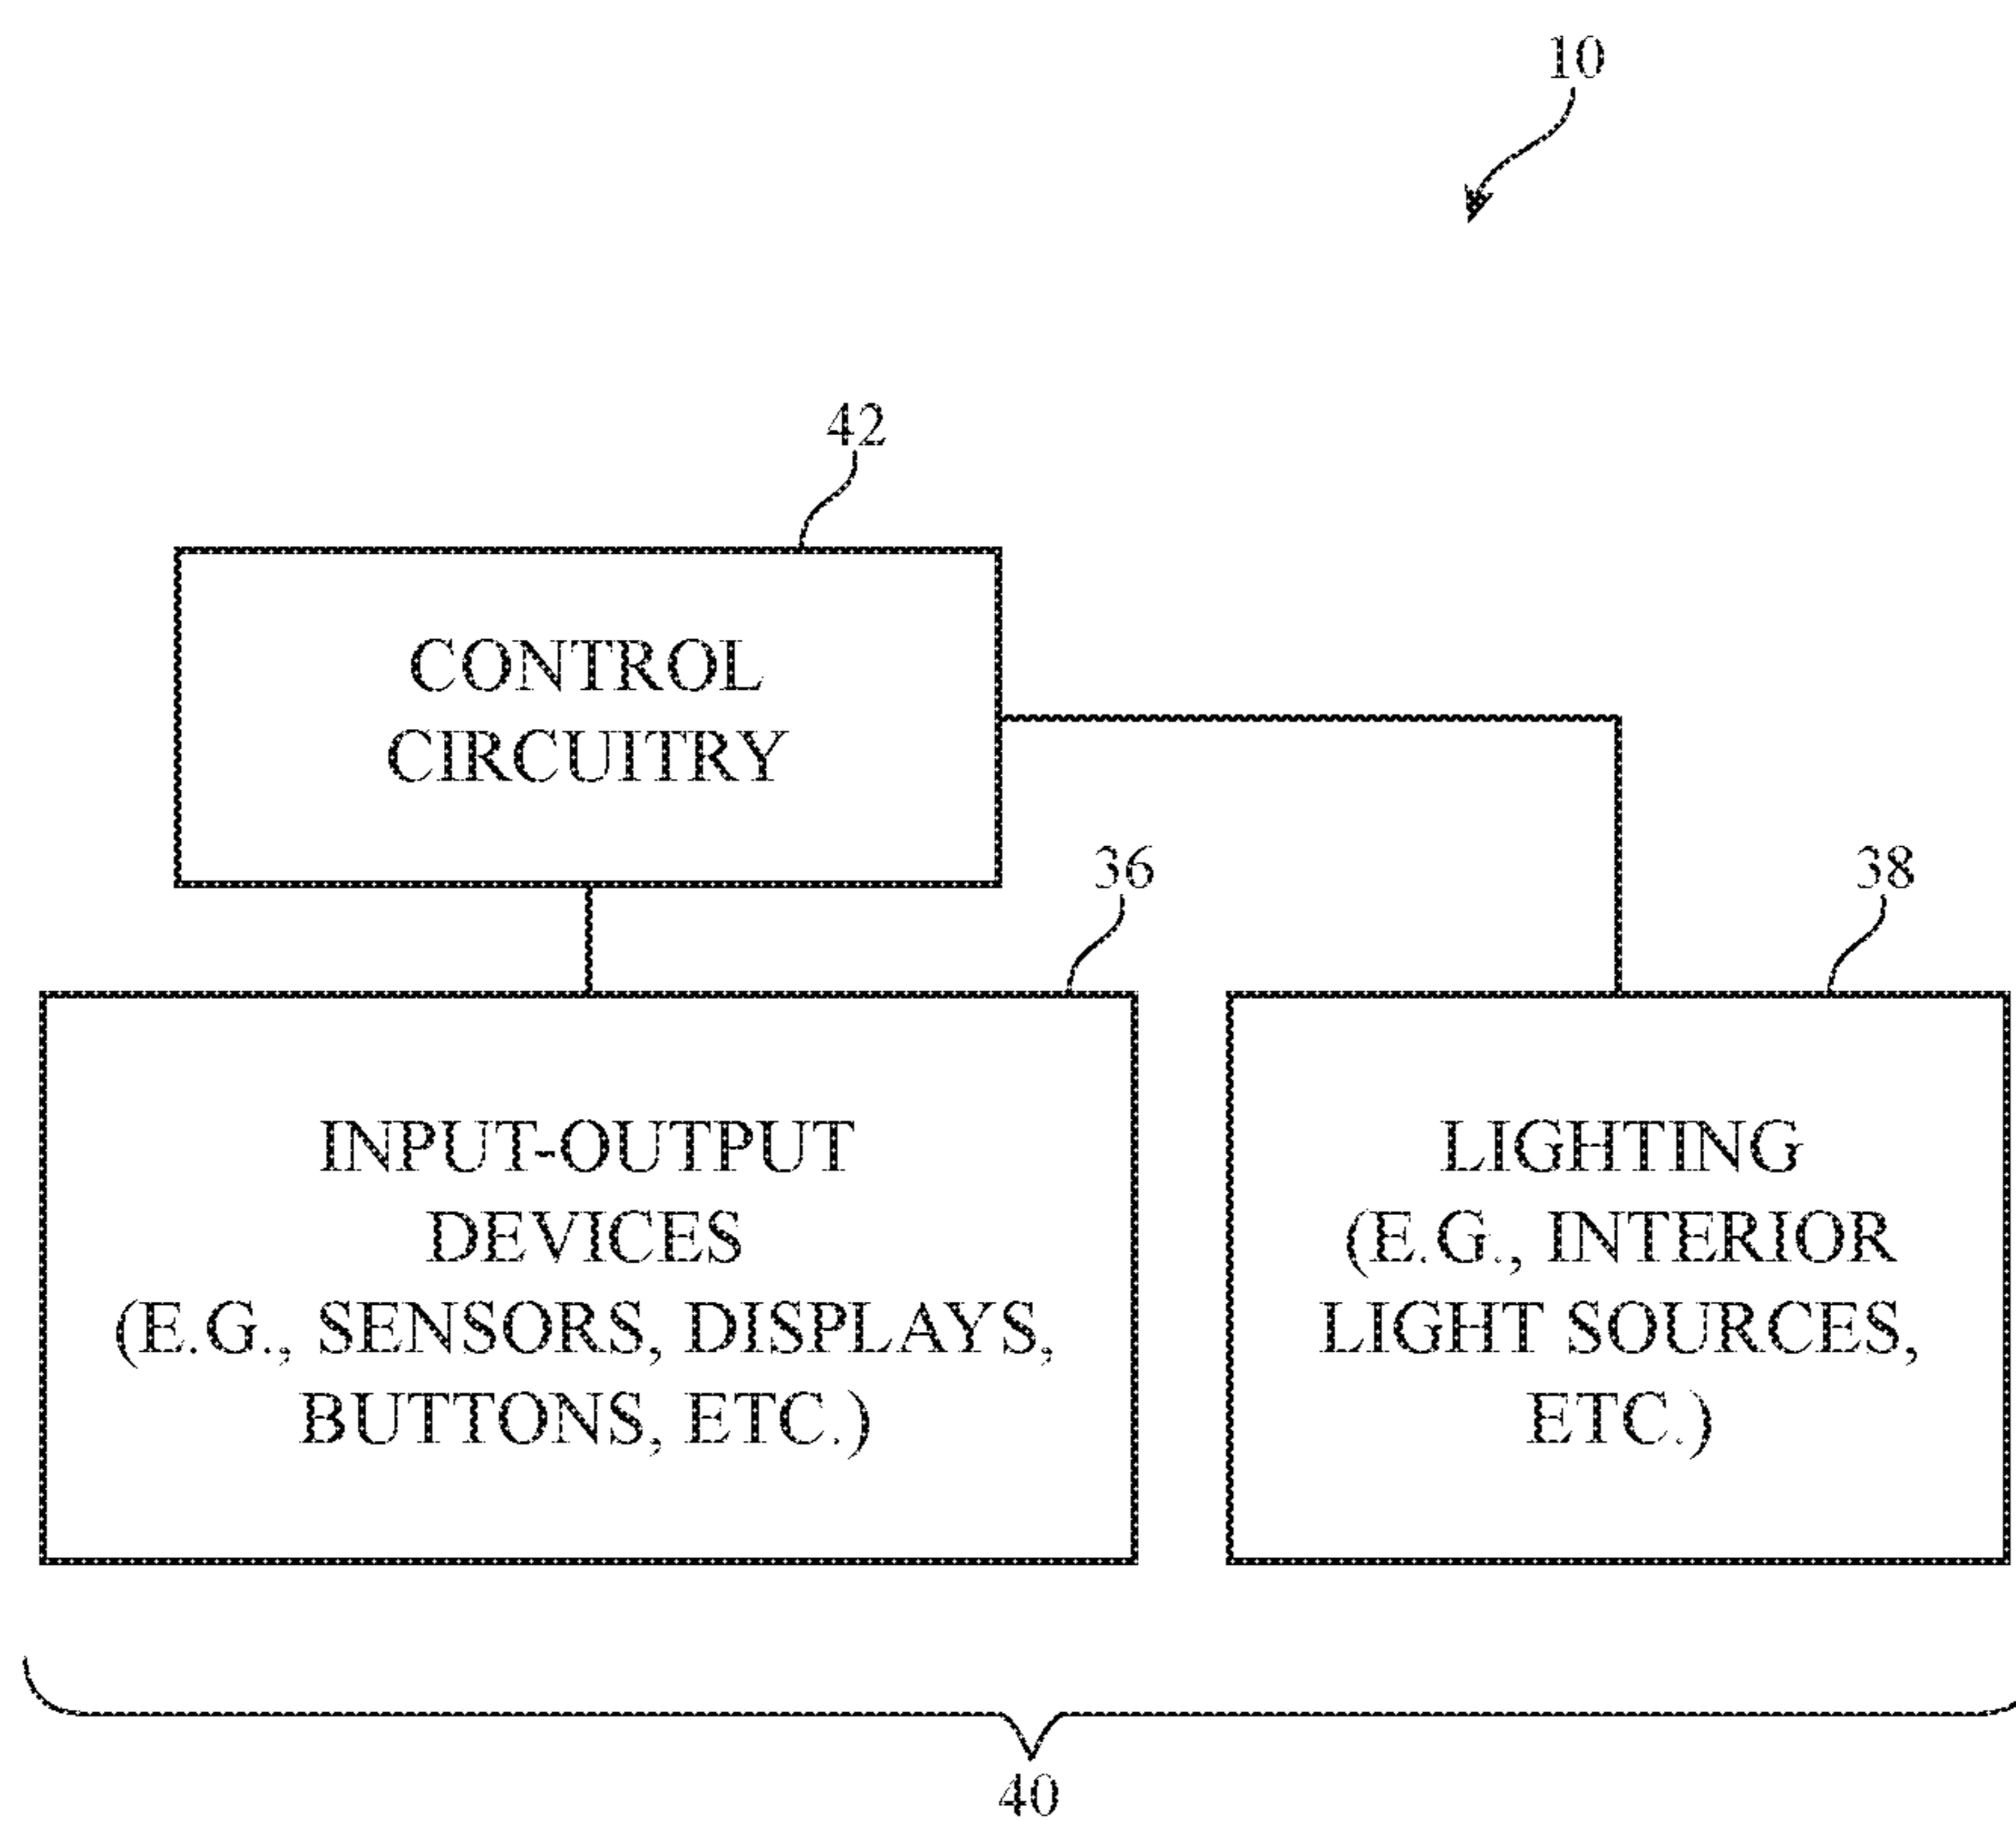 10
42
CONTROL
CIRCUITRY
36
38
INPUT-OUTPUT
DEVICES
(E.G., SENSORS, DISPLAYS,
BUTTONS, ETC.)
LIGHTING
(E.G., INTERIOR
LIGHT SOURCES,
ETC.)
40